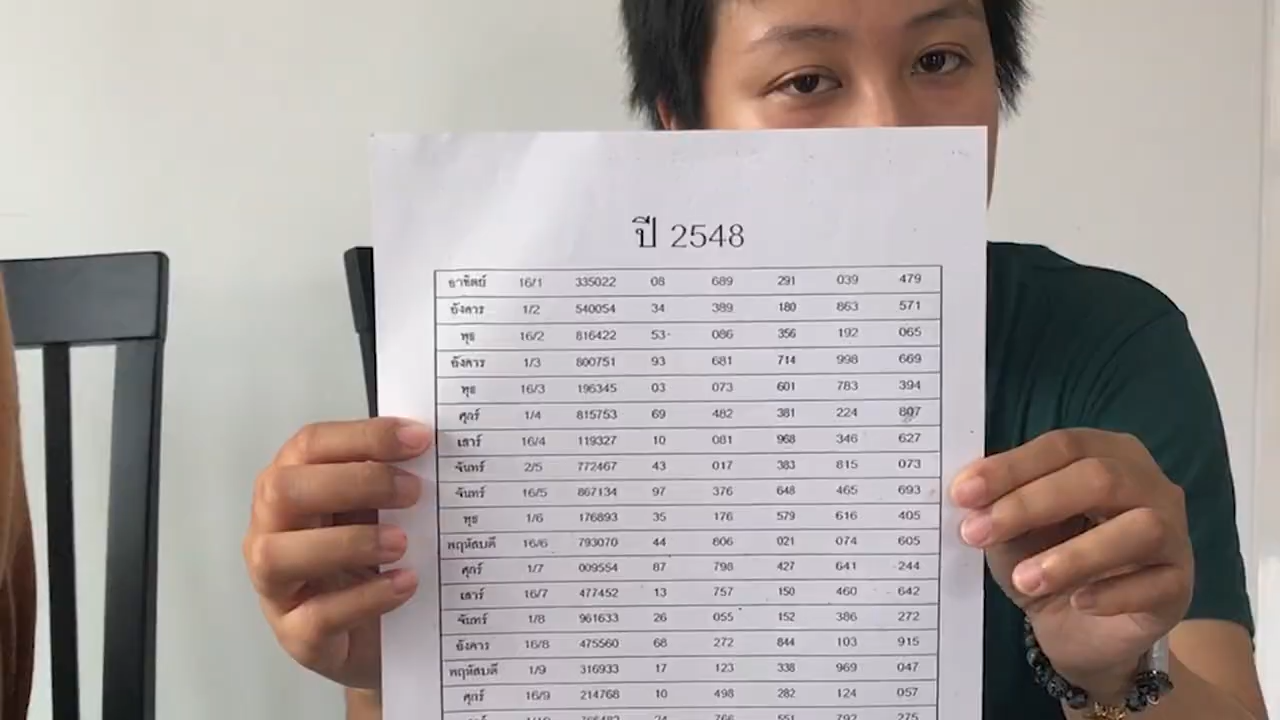 ปี 2548
อาทิตย์ 16/1 335022 08 689 291 039 479
อังคาร 1/2 540054 34 389 180 863 571
พุธ 16/2 816422 53 086 356 192 065
อังคาร 1/3 800751 93 681 714 998 669
พุธ 16/3 196345 03 073 601 783 394
ศุกร์ 1/4 815753 69 482 381 224 807
เสาร์ 16/4 119327 10 081 968 346 627
จันทร์ 2/5 772467 43 017 383 815 073
จันทร์ 16/5 867134 97 376 648 465 693
พุธ 1/6 176893 35 176 579 616 405
พฤหัสบดี 16/6 793070 44 806 021 074 605
ศุกร์ 1/7 009554 87 798 427 641 244
เสาร์ 16/7 477452 13 757 150 460 642
จันทร์ 1/8 961633 26 055 152 386 272
อังคาร 16/8 475560 68 272 844 103 915
พฤหัสบดี 1/9 316933 17 123 338 969 047
ศุกร์ 16/9 214768 10 498 282 124 057